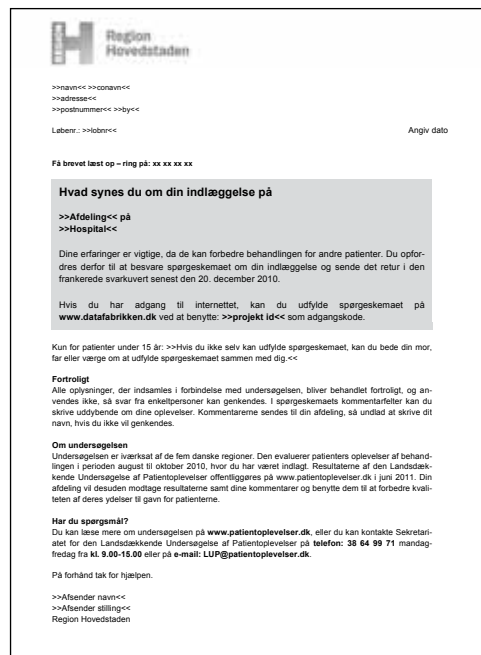 Region
Hovedstaden
>>navn<< >>conavn<<
>>adresse<<
>>postnummer<< >>by<<
Løbenr.: >>lobnr<< Angiv dato
Få brevet læst op – ring på: xx xx xx xx
Hvad synes du om din indlæggelse på
>>Afdeling<< på
>>Hospital<<
Dine erfaringer er vigtige, da de kan forbedre behandlingen for andre patienter. Du opfor-
dres derfor til at besvare spørgeskemaet om din indlæggelse og sende det retur i den
frankerede svarkuvert senest den 20. december 2010.
Hvis du har adgang til internettet, kan du udfylde spørgeskemaet på
www.datafabrikken.dk ved at benytte: >>projekt id<< som adgangskode.
Kun for patienter under 15 år: >>Hvis du ikke selv kan udfylde spørgeskemaet, kan du bede din mor,
far eller værge om at udfylde spørgeskemaet sammen med dig.<<
Fortroligt
Alle oplysninger, der indsamles i forbindelse med undersøgelsen, bliver behandlet fortroligt, og an-
vendes ikke, så svar fra enkeltpersoner kan genkendes. I spørgeskemaets kommentarfelter kan du
skrive uddybende om dine oplevelser. Kommentarerne sendes til din afdeling, så undlad at skrive dit
navn, hvis du ikke vil genkendes.
Om undersøgelsen
Undersøgelsen er iværksat af de fem danske regioner. Den evaluerer patienters oplevelser af behand-
lingen i perioden august til oktober 2010, hvor du har været indlagt. Resultaterne af den Landsdæk-
kende Undersøgelse af Patientoplevelser offentliggøres på www.patientoplevelser.dk i juni 2011. Din
afdeling vil desuden modtage resultaterne samt dine kommentarer og benytte dem til at forbedre kvali-
teten af deres ydelser til gavn for patienterne.
Har du spørgsmål?
Du kan læse mere om undersøgelsen på www.patientoplevelser.dk, eller du kan kontakte Sekretari-
atet for den Landsdækkende Undersøgelse af Patientoplevelser på telefon: 38 64 99 71 mandag-
fredag fra kl. 9.00-15.00 eller på e-mail: LUP@patientoplevelser.dk.
På forhånd tak for hjælpen.
>>Afsender navn<<
>>Afsender stilling<<
Region Hovedstaden